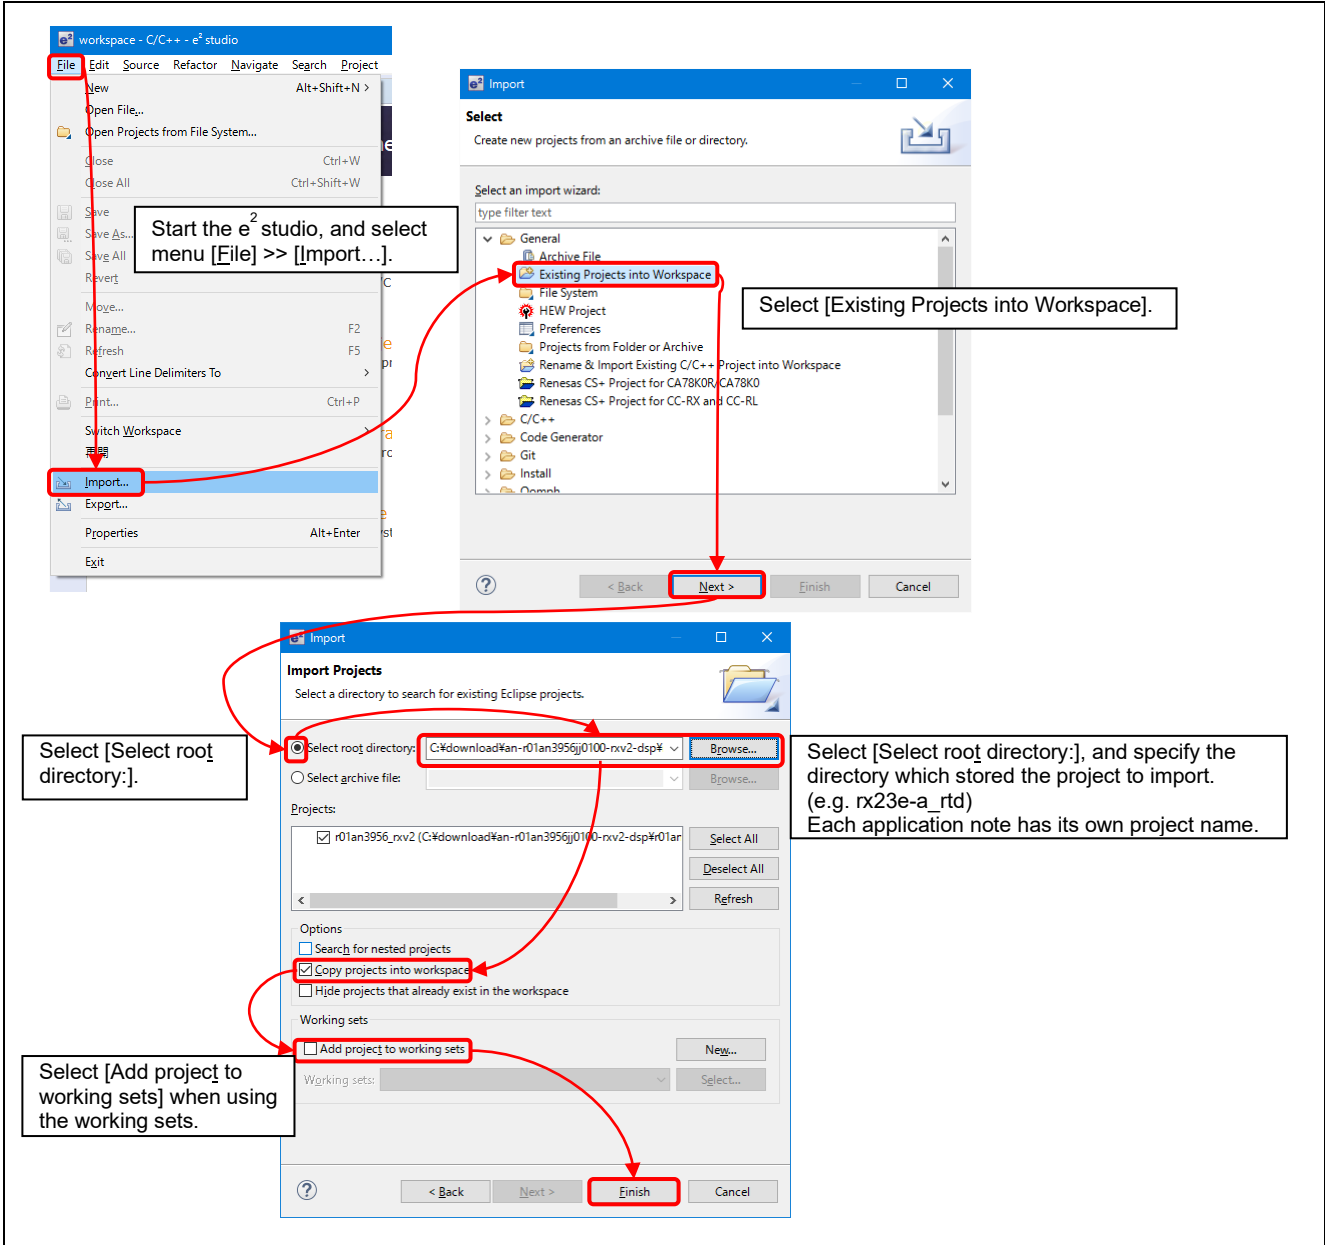 workspace - C/C++ - e² studio
File Edit Source Refactor Navigate Search Project
New Alt+Shift+N >
Open File...
Open Projects from File System...
Close Ctrl+W
Close All Ctrl+Shift+W
Save
Save As...
Save All
Revert
Move...
Rename... F2
Refresh F5
Convert Line Delimiters To >
Print... Ctrl+P
Switch Workspace
再開
Import...
Export...
Properties Alt+Enter
Exit
Start the e² studio, and select
menu [File] >> [Import…].
Import
Select
Create new projects from an archive file or directory.
Select an import wizard:
type filter text
General
Archive File
Existing Projects into Workspace
File System
HEW Project
Preferences
Projects from Folder or Archive
Rename & Import Existing C/C++ Project into Workspace
Renesas CS+ Project for CA78K0R/CA78K0
Renesas CS+ Project for CC-RX and CC-RL
C/C++
Code Generator
Git
Install
Oomph
< Back Next > Finish Cancel
Select [Existing Projects into Workspace].
Import
Import Projects
Select a directory to search for existing Eclipse projects.
Select root directory: C:¥download¥an-r01an3956jj0100-rxv2-dsp¥ Browse...
Select archive file: Browse...
Projects:
r01an3956_rxv2 (C:¥download¥an-r01an3956jj0100-rxv2-dsp¥r01an
Select All
Deselect All
Refresh
Options
Search for nested projects
Copy projects into workspace
Hide projects that already exist in the workspace
Working sets
Add project to working sets New...
Working sets: Select...
< Back Next > Finish Cancel
Select [Select root
directory:].
Select [Select root directory:], and specify the
directory which stored the project to import.
(e.g. rx23e-a_rtd)
Each application note has its own project name.
Select [Add project to
working sets] when using
the working sets.